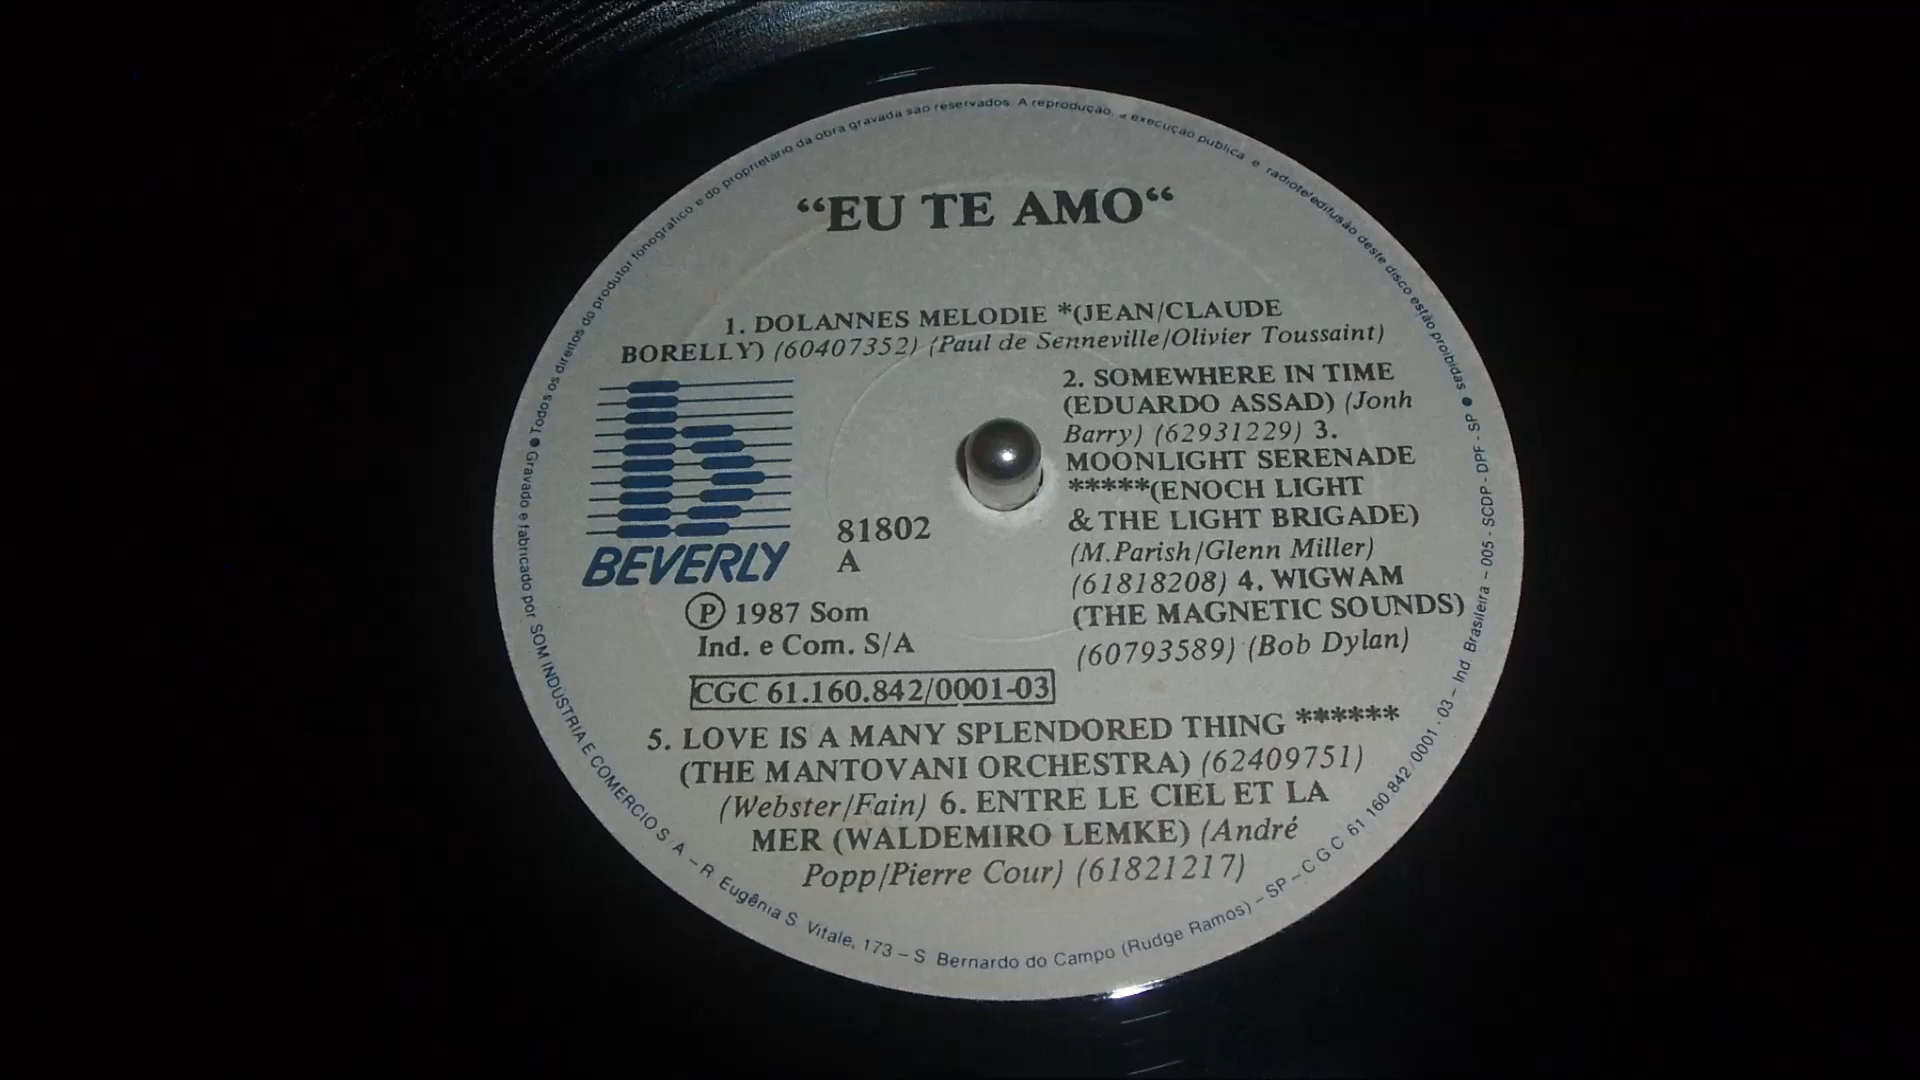 ● Todos os direitos do produtor fonográfico e do proprietário da obra gravada são reservados. A reprodução, a execução pública e radioteledifusão deste disco estão proibidas ●
"EU TE AMO"
1. DOLANNES MELODIE *(JEAN/CLAUDE
BORELLY) (60407352) (Paul de Senneville/Olivier Toussaint)
2. SOMEWHERE IN TIME
(EDUARDO ASSAD) (Jonh
Barry) (62931229) 3.
MOONLIGHT SERENADE
*****(ENOCH LIGHT
& THE LIGHT BRIGADE)
(M.Parish/Glenn Miller)
(61818208) 4. WIGWAM
(THE MAGNETIC SOUNDS)
(60793589) (Bob Dylan)
BEVERLY
81802
A
Ⓟ 1987 Som
Ind. e Com. S/A
CGC 61.160.842/0001-03
5. LOVE IS A MANY SPLENDORED THING ******
(THE MANTOVANI ORCHESTRA) (62409751)
(Webster/Fain) 6. ENTRE LE CIEL ET LA
MER (WALDEMIRO LEMKE) (André
Popp/Pierre Cour) (61821217)
● Gravado e fabricado por SOM INDÚSTRIA E COMERCIO S/A – R Eugênia S Vitale, 173 – S Bernardo do Campo (Rudge Ramos) – SP – C G C 61 160 842/0001 - 03 – Ind Brasileira – 005 - SCDP - DPF - SP